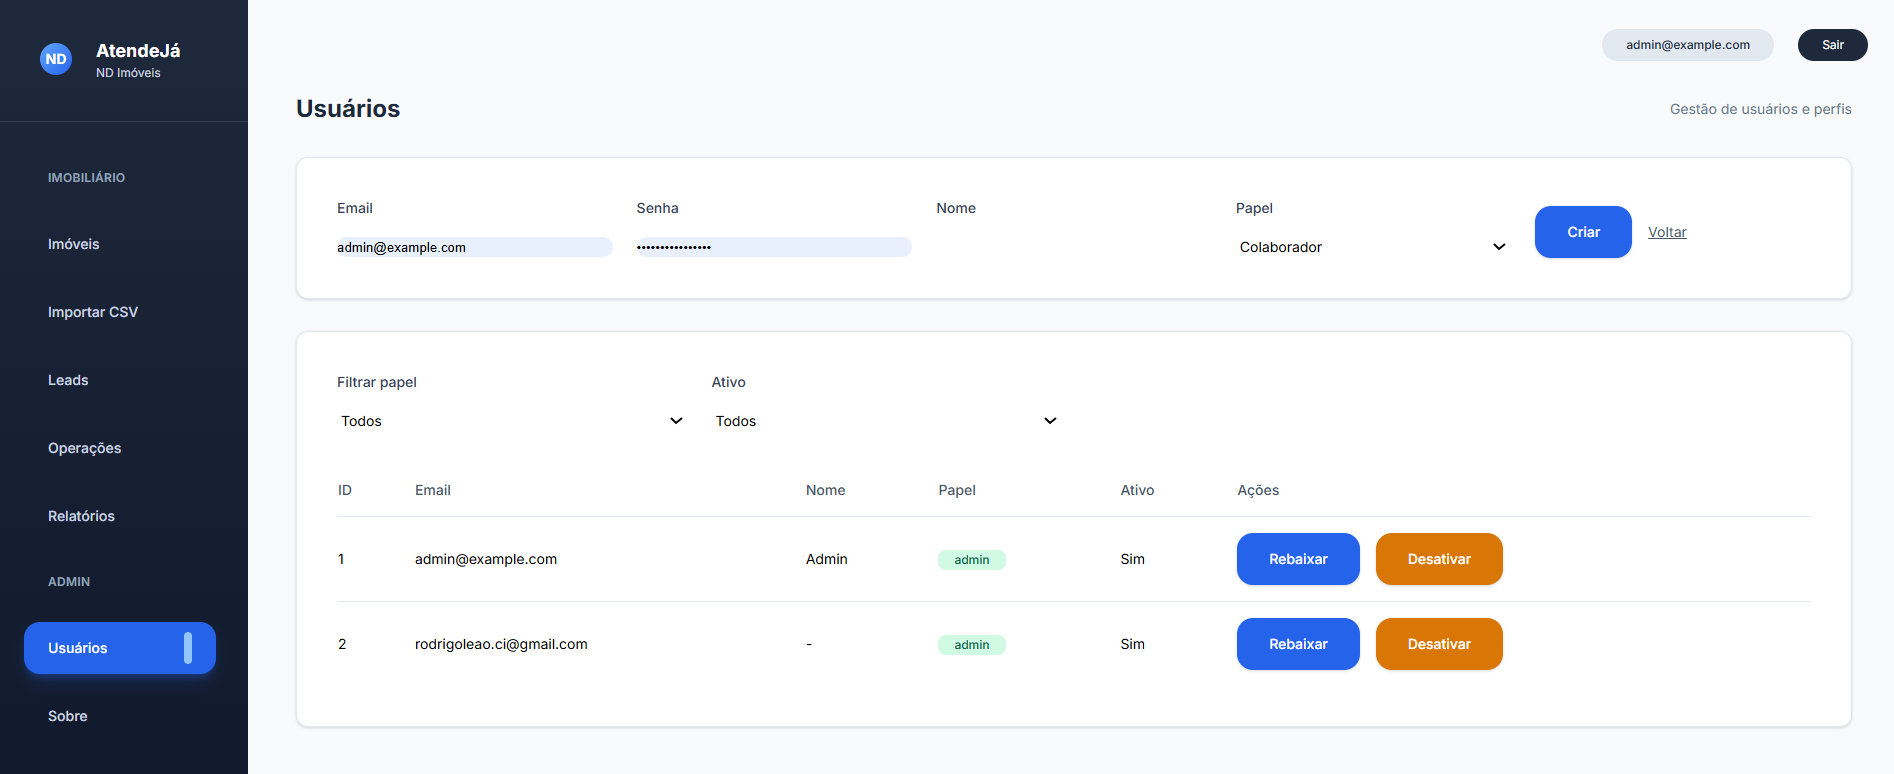 ND
AtendeJá
ND Imóveis
IMOBILIÁRIO
Imóveis
Importar CSV
Leads
Operações
Relatórios
ADMIN
Usuários
Sobre
admin@example.com
Sair
Usuários
Gestão de usuários e perfis
Email
Senha
Nome
Papel
admin@example.com
••••••••••••••••
Colaborador
Criar
Voltar
Filtrar papel
Ativo
Todos
Todos
ID Email Nome Papel Ativo Ações
1 admin@example.com Admin admin Sim Rebaixar Desativar
2 rodrigoleao.ci@gmail.com - admin Sim Rebaixar Desativar